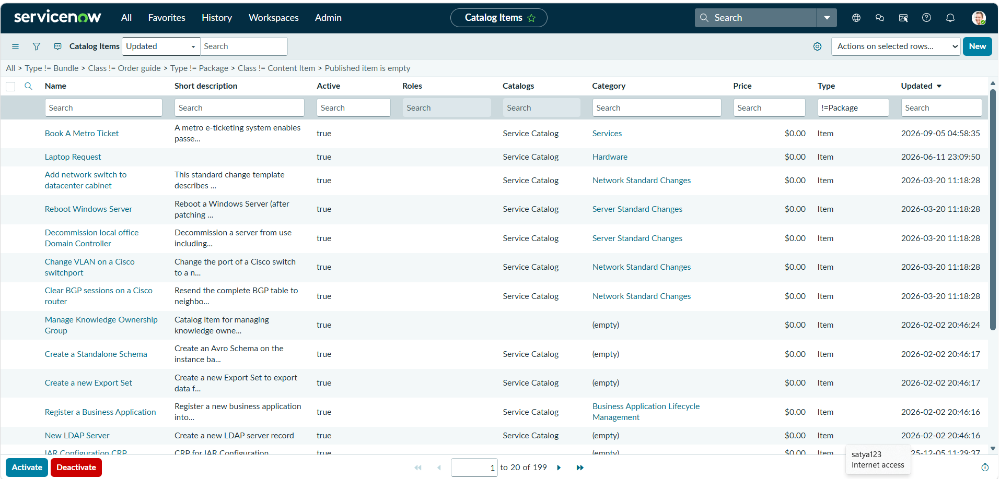 servicenow All Favorites History Workspaces Admin Catalog Items Search
Catalog Items Updated Search Actions on selected rows... New
All > Type != Bundle > Class != Order guide > Type != Package > Class != Content Item > Published item is empty
Name Short description Active Roles Catalogs Category Price Type Updated
Search Search Search Search Search Search Search !=Package Search
Book A Metro Ticket A metro e-ticketing system enables passe... true Service Catalog Services $0.00 Item 2026-09-05 04:58:35
Laptop Request true Service Catalog Hardware $0.00 Item 2026-06-11 23:09:50
Add network switch to datacenter cabinet This standard change template describes ... true Service Catalog Network Standard Changes $0.00 Item 2026-03-20 11:18:28
Reboot Windows Server Reboot a Windows Server (after patching ... true Service Catalog Server Standard Changes $0.00 Item 2026-03-20 11:18:28
Decommission local office Domain Controller Decommission a server from use including... true Service Catalog Server Standard Changes $0.00 Item 2026-03-20 11:18:28
Change VLAN on a Cisco switchport Change the port of a Cisco switch to a n... true Service Catalog Network Standard Changes $0.00 Item 2026-03-20 11:18:28
Clear BGP sessions on a Cisco router Resend the complete BGP table to neighbo... true Service Catalog Network Standard Changes $0.00 Item 2026-03-20 11:18:28
Manage Knowledge Ownership Group Catalog item for managing knowledge owne... true (empty) $0.00 Item 2026-02-02 20:46:24
Create a Standalone Schema Create an Avro Schema on the instance ba... true Service Catalog (empty) $0.00 Item 2026-02-02 20:46:17
Create a new Export Set Create a new Export Set to export data f... true Service Catalog (empty) $0.00 Item 2026-02-02 20:46:17
Register a Business Application Register a new business application into... true Service Catalog Business Application Lifecycle Management $0.00 Item 2026-02-02 20:46:16
New LDAP Server Create a new LDAP server record true Service Catalog (empty) $0.00 Item 2026-02-02 20:46:16
IAR Configuration CRP CRP for IAR Configuration true (empty) $0.00 Item 25-12-05 11:29:37
satya123
Internet access
Activate Deactivate 1 to 20 of 199